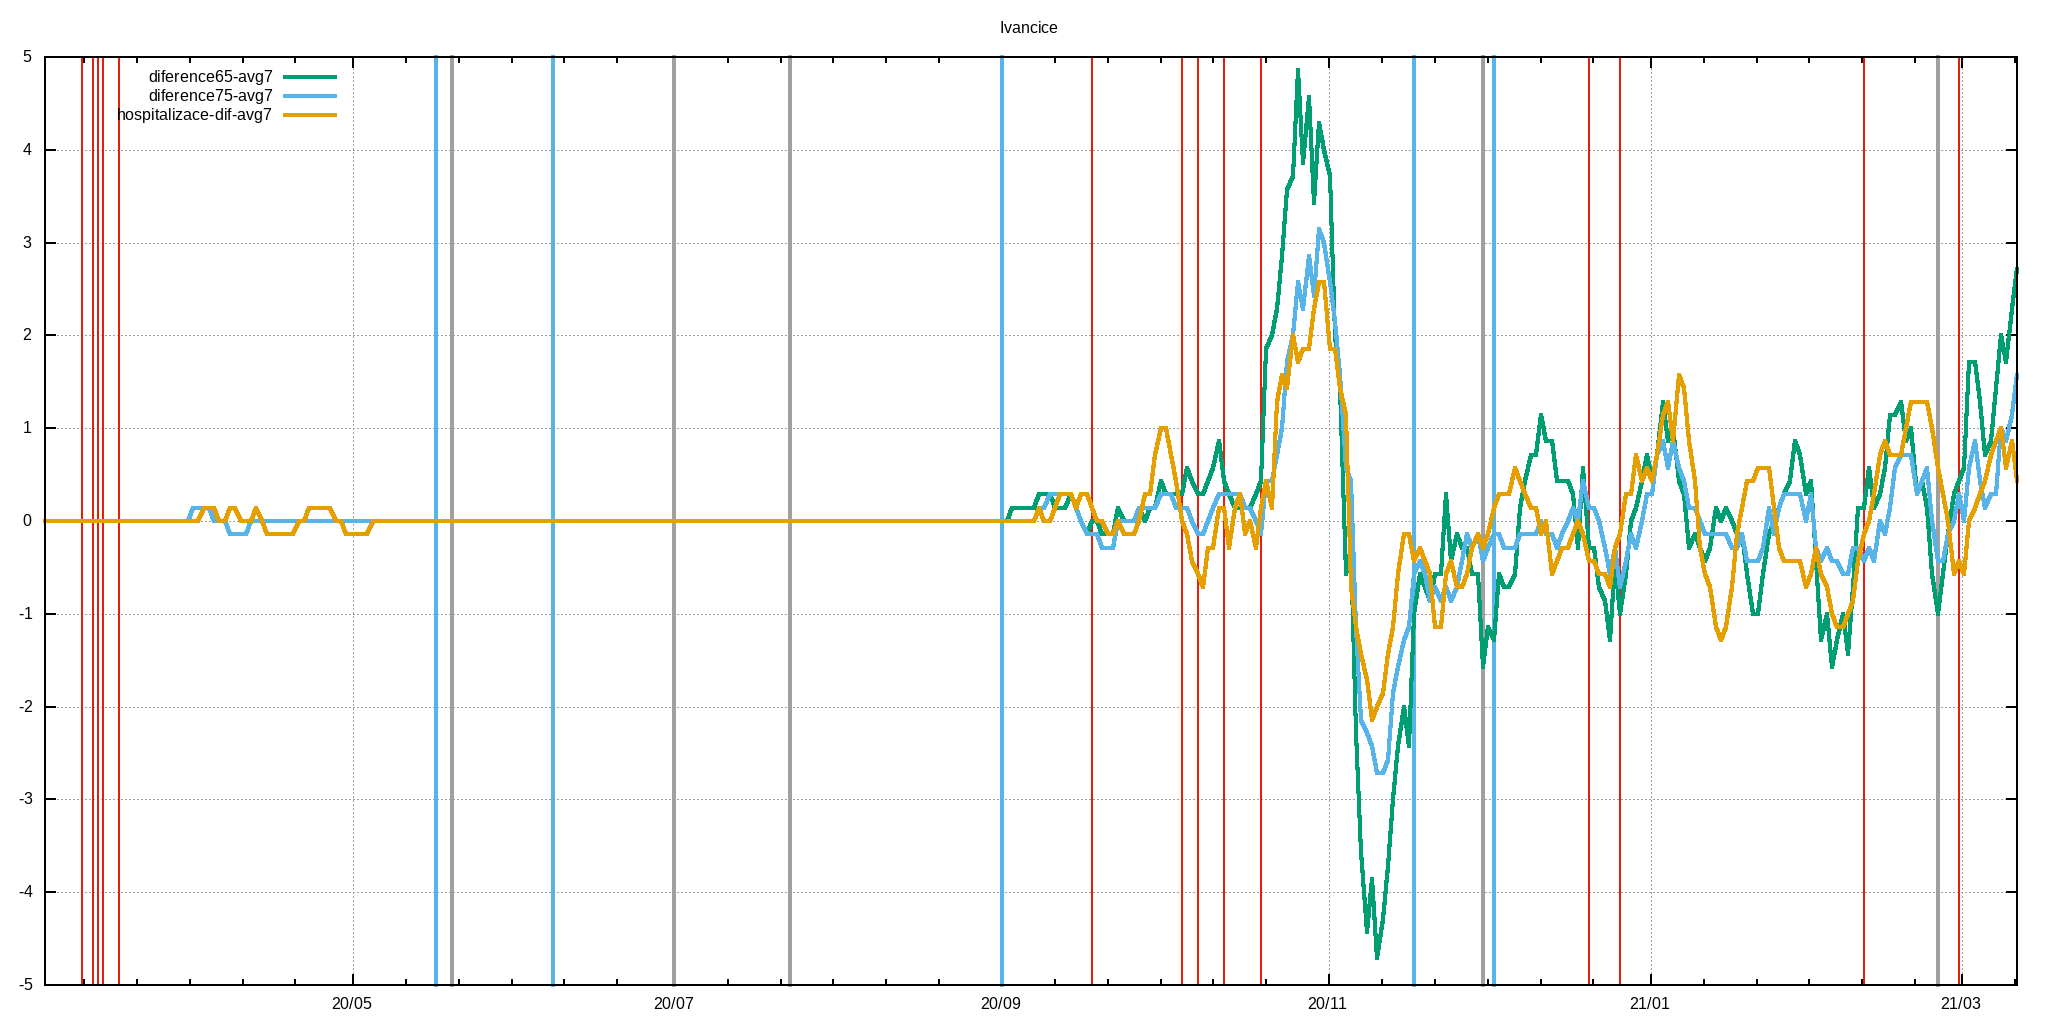 Ivancice
diference65-avg7
diference75-avg7
hospitalizace-dif-avg7
5
4
3
2
1
0
-1
-2
-3
-4
-5
20/05 20/07 20/09 20/11 21/01 21/03